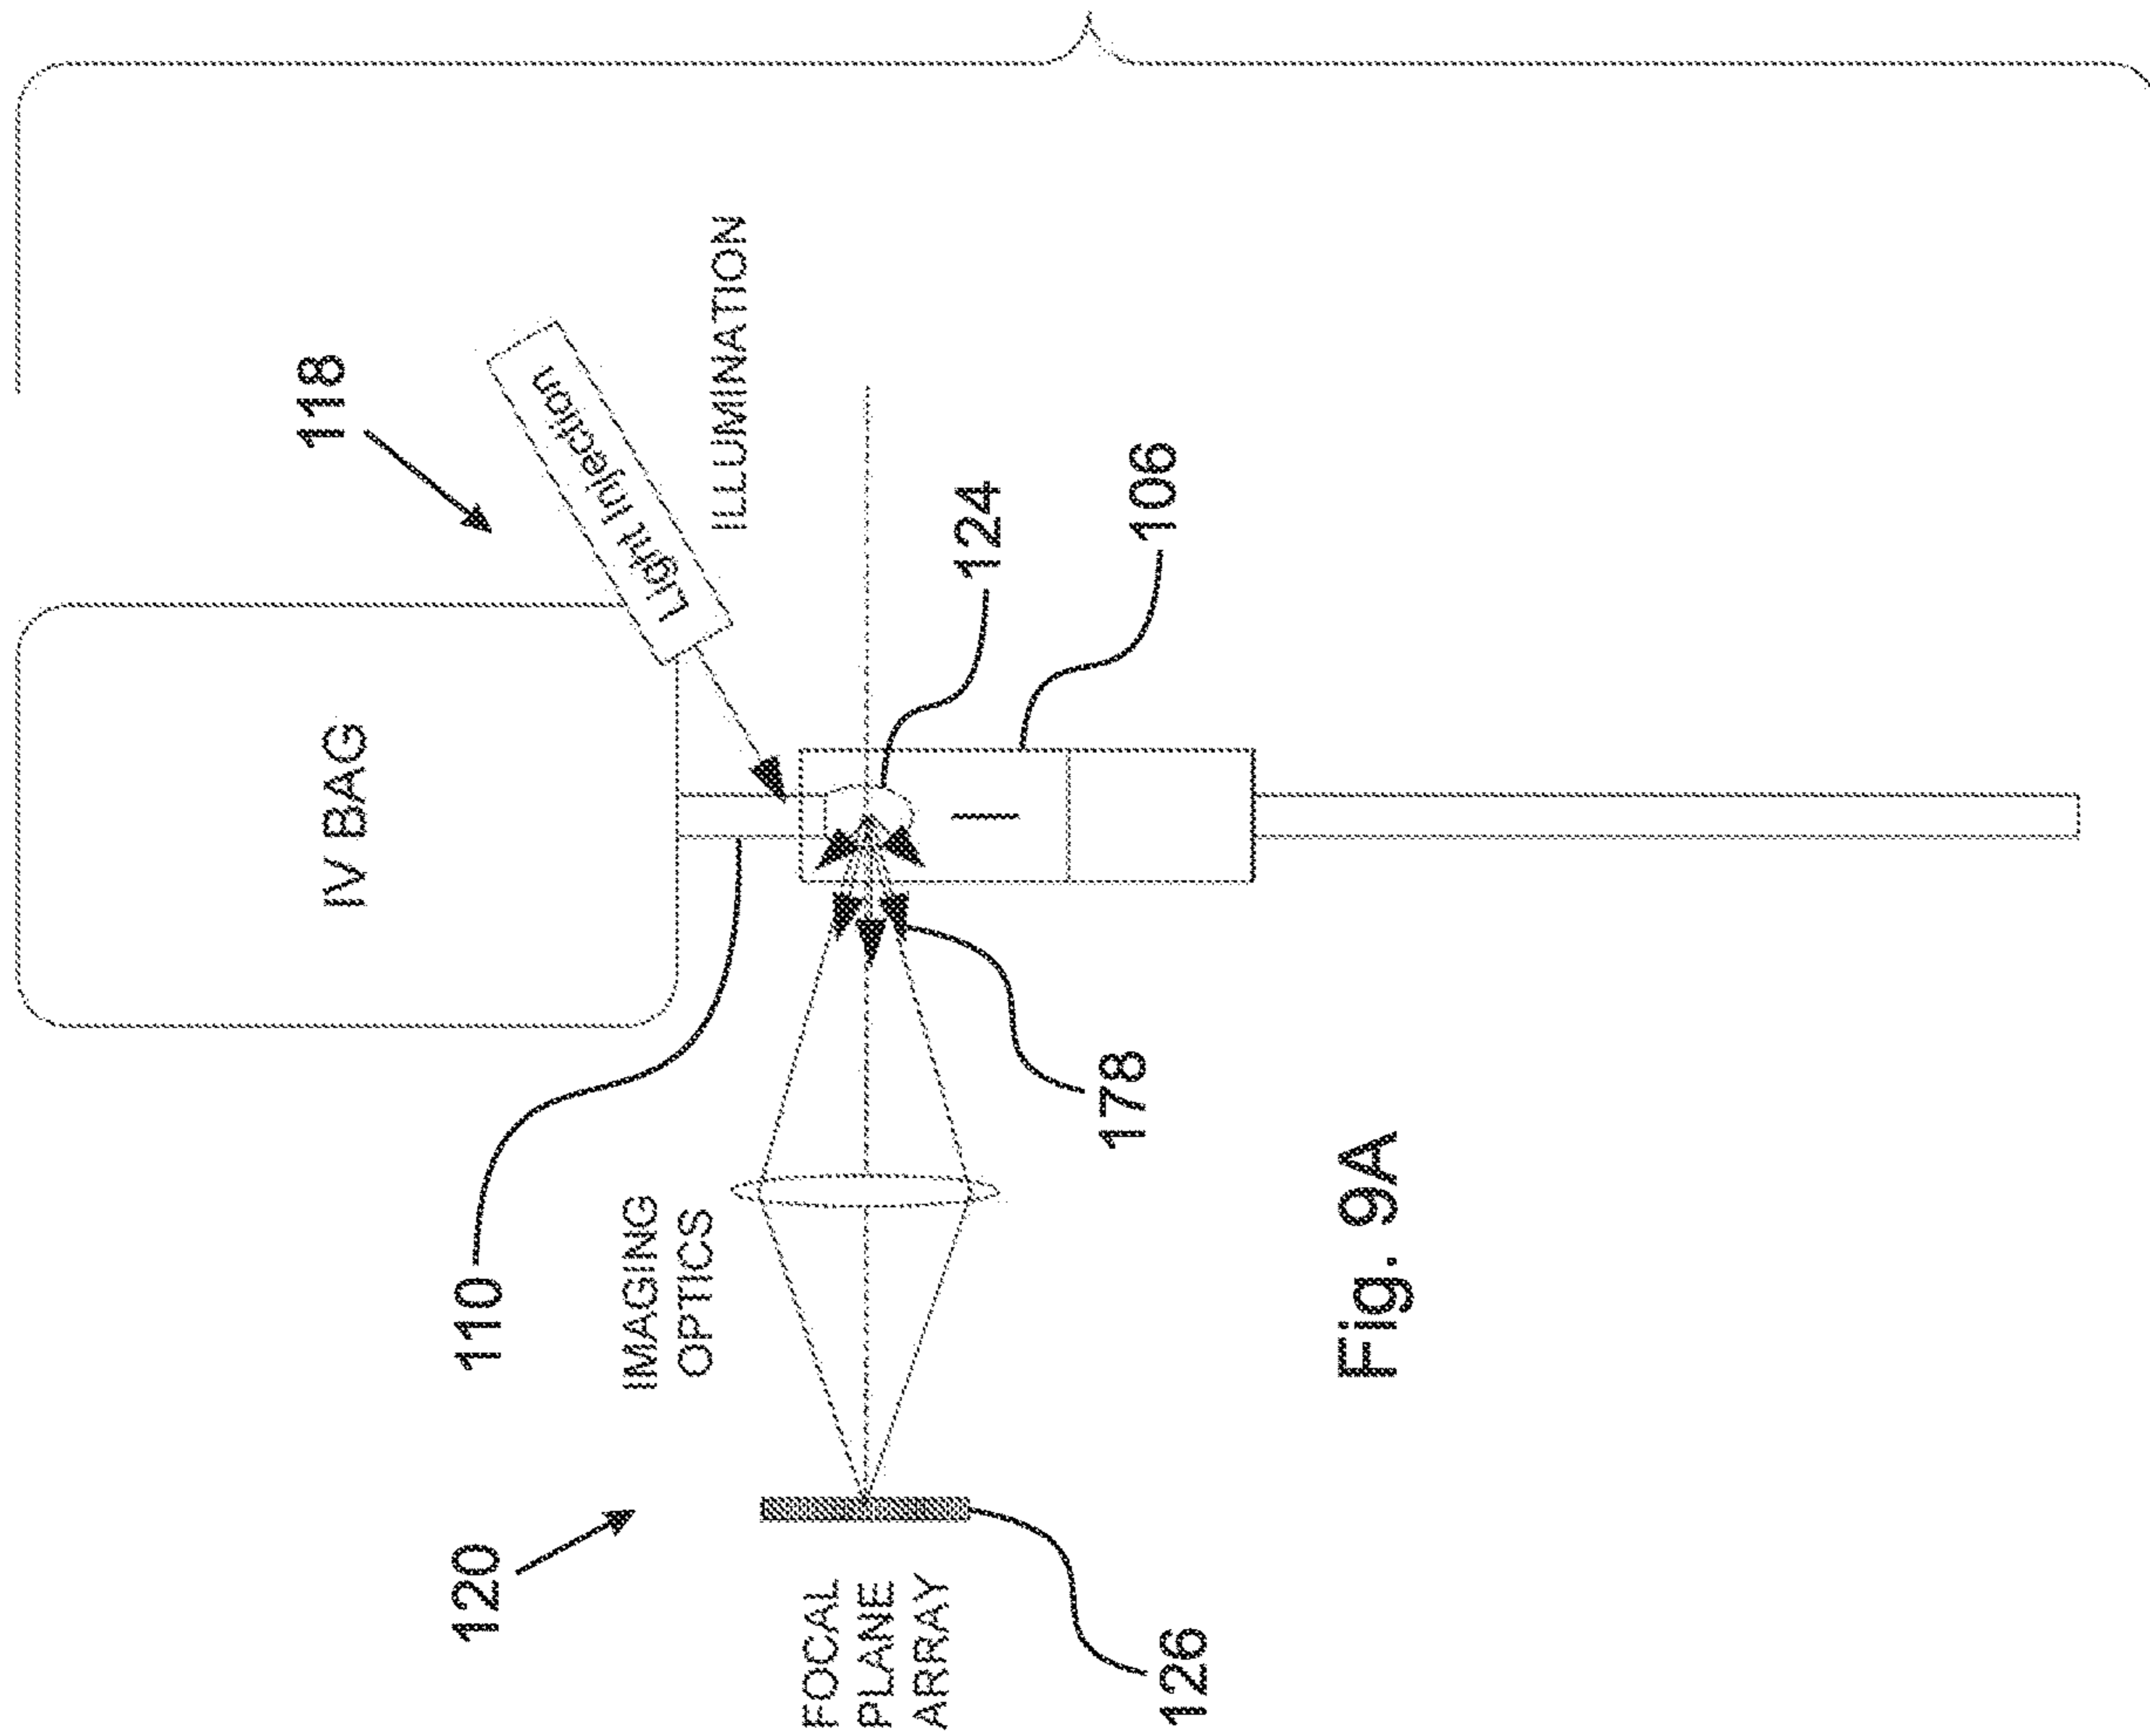 IV BAG
118
Light Injection
ILLUMINATION
110
124
106
120
IMAGING
OPTICS
178
FOCAL
PLANE
ARRAY
126
Fig. 9A